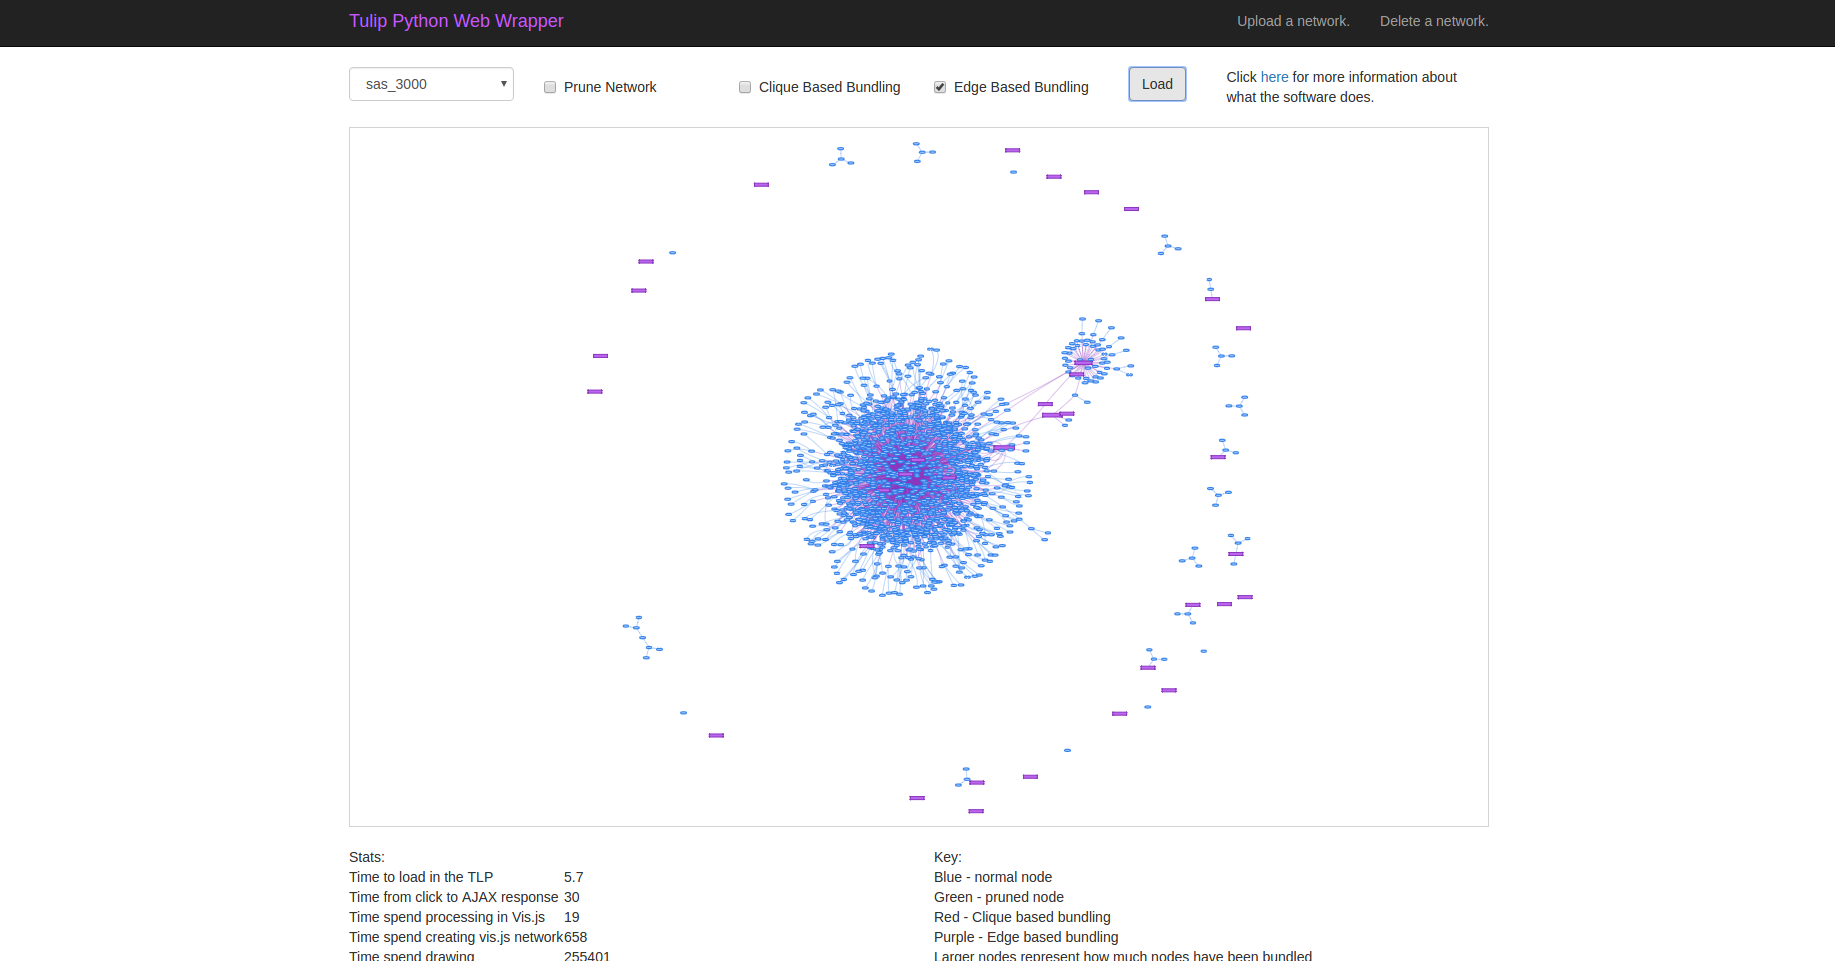 Tulip Python Web Wrapper
Upload a network.
Delete a network.
sas_3000
Prune Network
Clique Based Bundling
Edge Based Bundling
Load
Click here for more information about
what the software does.
Stats:
Time to load in the TLP 5.7
Time from click to AJAX response 30
Time spend processing in Vis.js 19
Time spend creating vis.js network 658
Time spend drawing 255401
Key:
Blue - normal node
Green - pruned node
Red - Clique based bundling
Purple - Edge based bundling
Larger nodes represent how much nodes have been bundled